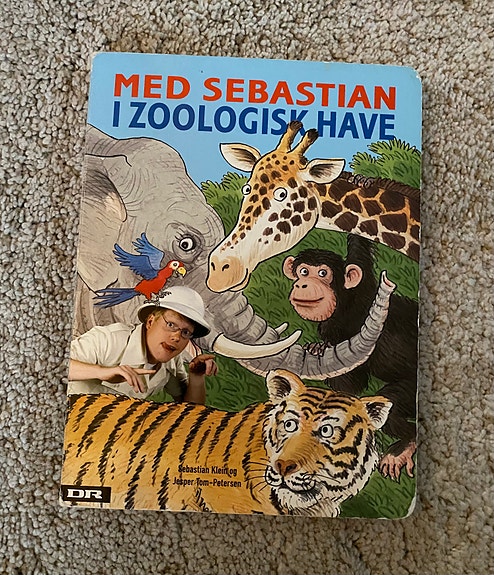 MED SEBASTIAN
I ZOOLOGISK HAVE
Sebastian Klein og
Jesper Tom-Petersen
DR